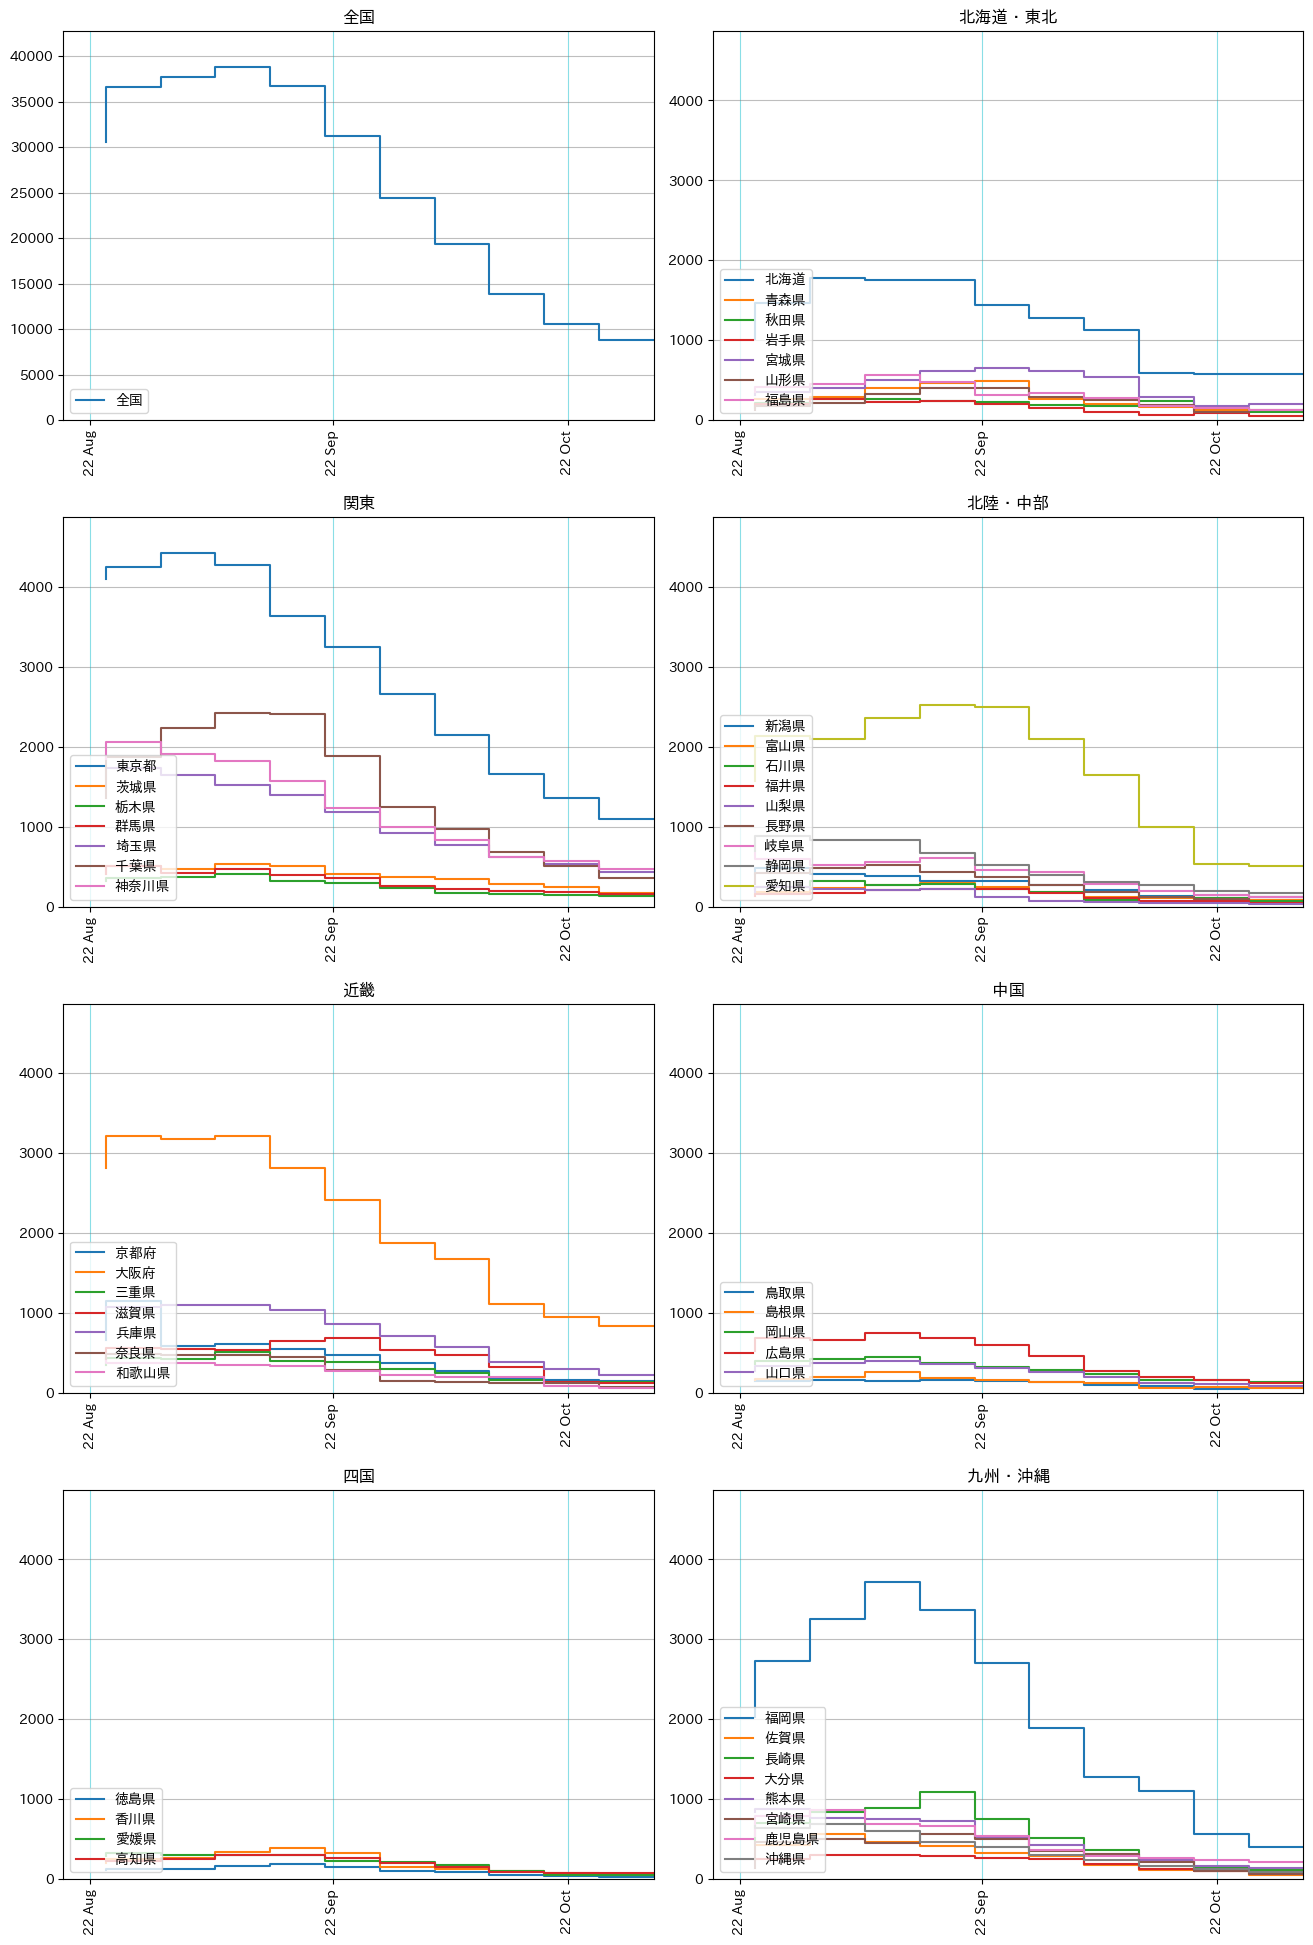 全国
40000
35000
30000
25000
20000
15000
10000
5000
0
全国
22 Aug
22 Sep
22 Oct
北海道・東北
4000
3000
2000
1000
0
北海道
青森県
秋田県
岩手県
宮城県
山形県
福島県
22 Aug
22 Sep
22 Oct
関東
4000
3000
2000
1000
0
東京都
茨城県
栃木県
群馬県
埼玉県
千葉県
神奈川県
22 Aug
22 Sep
22 Oct
北陸・中部
4000
3000
2000
1000
0
新潟県
富山県
石川県
福井県
山梨県
長野県
岐阜県
静岡県
愛知県
22 Aug
22 Sep
22 Oct
近畿
4000
3000
2000
1000
0
京都府
大阪府
三重県
滋賀県
兵庫県
奈良県
和歌山県
22 Aug
22 Sep
22 Oct
中国
4000
3000
2000
1000
0
鳥取県
島根県
岡山県
広島県
山口県
22 Aug
22 Sep
22 Oct
四国
4000
3000
2000
1000
0
徳島県
香川県
愛媛県
高知県
22 Aug
22 Sep
22 Oct
九州・沖縄
4000
3000
2000
1000
0
福岡県
佐賀県
長崎県
大分県
熊本県
宮崎県
鹿児島県
沖縄県
22 Aug
22 Sep
22 Oct